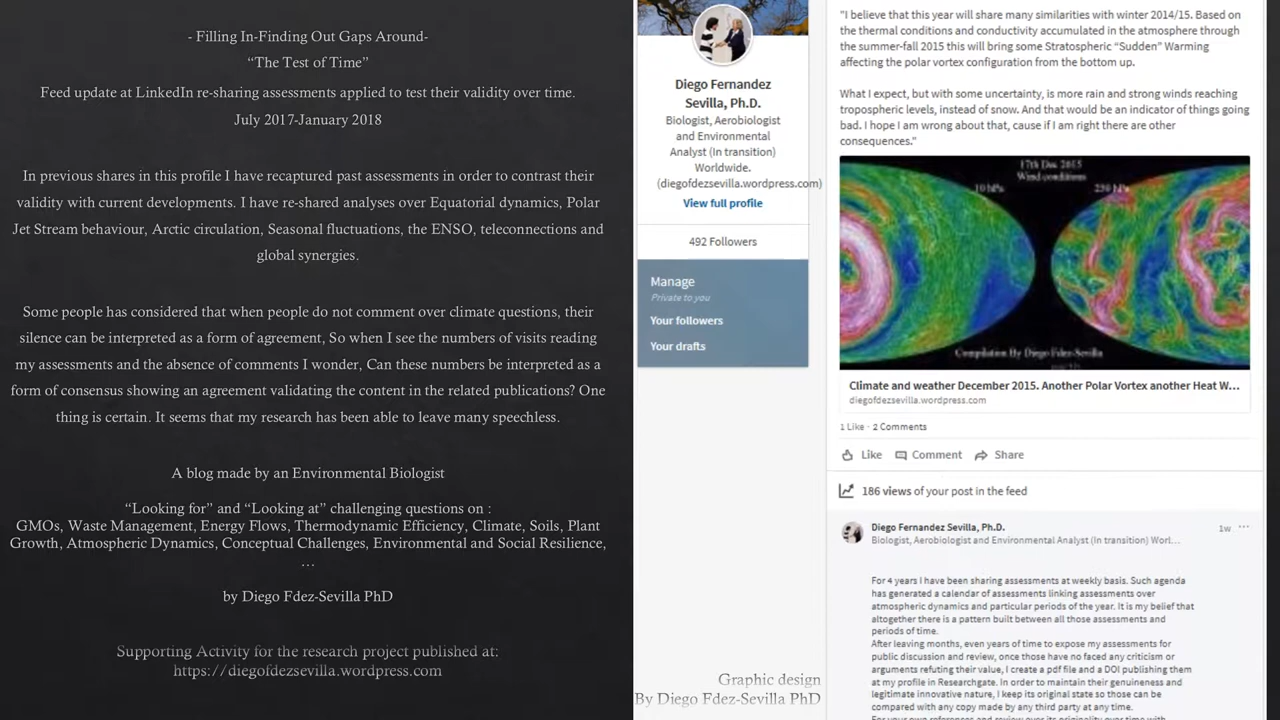 - Filling In-Finding Out Gaps Around-
“The Test of Time”
Feed update at LinkedIn re-sharing assessments applied to test their validity over time.
July 2017-January 2018
In previous shares in this profile I have recaptured into assessments in order to contrast their
validity with current developments. I have re-shared analyses over Equatorial dynamics, Polar
Jet Stream behaviour, Arctic circulation, Seasonal fluctuations, the ENSO, teleconnections and
global synergies.
Some people has considered that when people do not comment over climate questions, their
silence can be interpreted as a form of agreement, So when I see the numbers of visits reading
my assessments and the absence of comments I wonder, Can these numbers be interpreted as a
form of consensus showing an agreement validating the content in the related publications? One
thing is certain. It seems that my research has been able to leave many speechless.
A blog made by an Environmental Biologist
“Looking for” and “Looking at” challenging questions on :
GMOs, Waste Management, Energy Flows, Thermodynamic Efficiency, Climate, Soils, Plant
Growth, Atmospheric Dynamics, Conceptual Challenges, Environmental and Social Resilience,
…
by Diego Fdez-Sevilla PhD
Supporting Activity for the research project published at:
https://diegofdezsevilla.wordpress.com
Diego Fernandez
Sevilla, Ph.D.
Biologist, Aerobiologist
and Environmental
Analyst (In transition)
Worldwide.
(diegofdezsevilla.wordpress.com)
View full profile
492 Followers
Manage
Private to you
Your followers
Your drafts
Graphic design
By Diego Fdez-Sevilla PhD
"I believe that this year will share many similarities with winter 2014/15. Based on
the thermal conditions and conductivity accumulated in the atmosphere through
the summer-fall 2015 this will bring some Stratospheric “Sudden” Warming
affecting the polar vortex configuration from the bottom up.
What I expect, but with some uncertainty, is more rain and strong winds reaching
tropospheric levels, instead of snow. And that would be an indicator of things going
bad. I hope I am wrong about that, cause if I am right there are other
consequences."
17th Dec 2015
Wind conditions
10 hPa
250 hPa
Compilation By Diego Fdez-Sevilla
Climate and weather December 2015. Another Polar Vortex another Heat W...
diegofdezsevilla.wordpress.com
1 Like · 2 Comments
Like Comment Share
186 views of your post in the feed
Diego Fernandez Sevilla, Ph.D. 1w ...
Biologist, Aerobiologist and Environmental Analyst (In transition) Worl...
For 4 years I have been sharing assessments at weekly basis. Such agenda
has generated a calendar of assessments linking assessments over
atmospheric dynamics and particular periods of the year. It is my belief that
altogether there is a pattern built between all those assessments and
periods of time.
After leaving months, even years of time to expose my assessments for
public discussion and review, once those have no faced any criticism or
arguments refuting their value, I create a pdf file and a DOI publishing them
at my profile in Researchgate. In order to maintain their genuineness and
legitimate innovative nature, I keep its original state so those can be
compared with any copy made by any third party at any time.
For your own references and review over its originality over time with